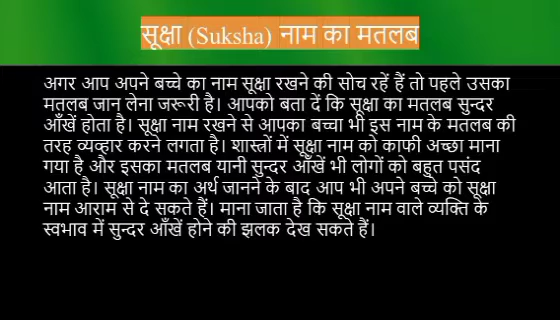 सूक्षा (Suksha) नाम का मतलब
अगर आप अपने बच्चे का नाम सूक्षा रखने की सोच रहें हैं तो पहले उसका
मतलब जान लेना जरूरी है। आपको बता दें कि सूक्षा का मतलब सुन्दर
आँखें होता है। सूक्षा नाम रखने से आपका बच्चा भी इस नाम के मतलब की
तरह व्यव्हार करने लगता है। शास्त्रों में सूक्षा नाम को काफी अच्छा माना
गया है और इसका मतलब यानी सुन्दर आँखें भी लोगों को बहुत पसंद
आता है। सूक्षा नाम का अर्थ जानने के बाद आप भी अपने बच्चे को सूक्षा
नाम आराम से दे सकते हैं। माना जाता है कि सूक्षा नाम वाले व्यक्ति के
स्वभाव में सुन्दर आँखें होने की झलक देख सकते हैं।